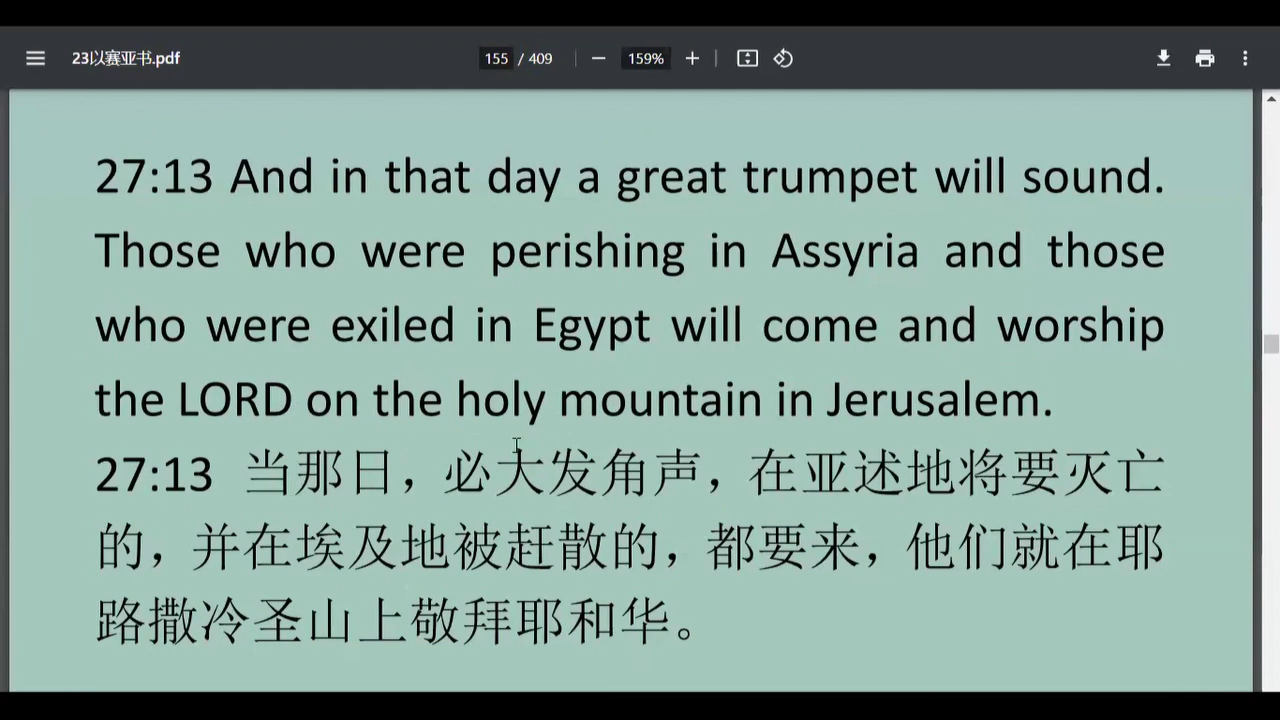 23以赛亚书.pdf
155 / 409
159%
27:13 And in that day a great trumpet will sound.
Those who were perishing in Assyria and those
who were exiled in Egypt will come and worship
the LORD on the holy mountain in Jerusalem.
27:13 当那日，必大发角声，在亚述地将要灭亡
的，并在埃及地被赶散的，都要来，他们就在耶
路撒冷圣山上敬拜耶和华。